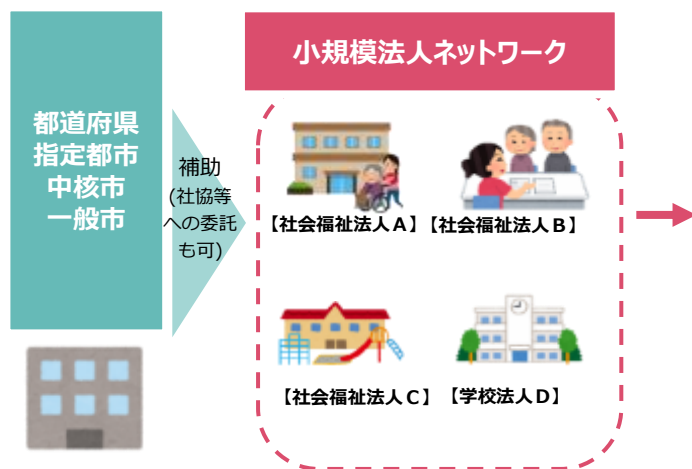 小規模法人ネットワーク
都道府県
指定都市
中核市
一般市
補助
(社協等
への委託
も可)
【社会福祉法人A】
【社会福祉法人B】
【社会福祉法人C】
【学校法人D】